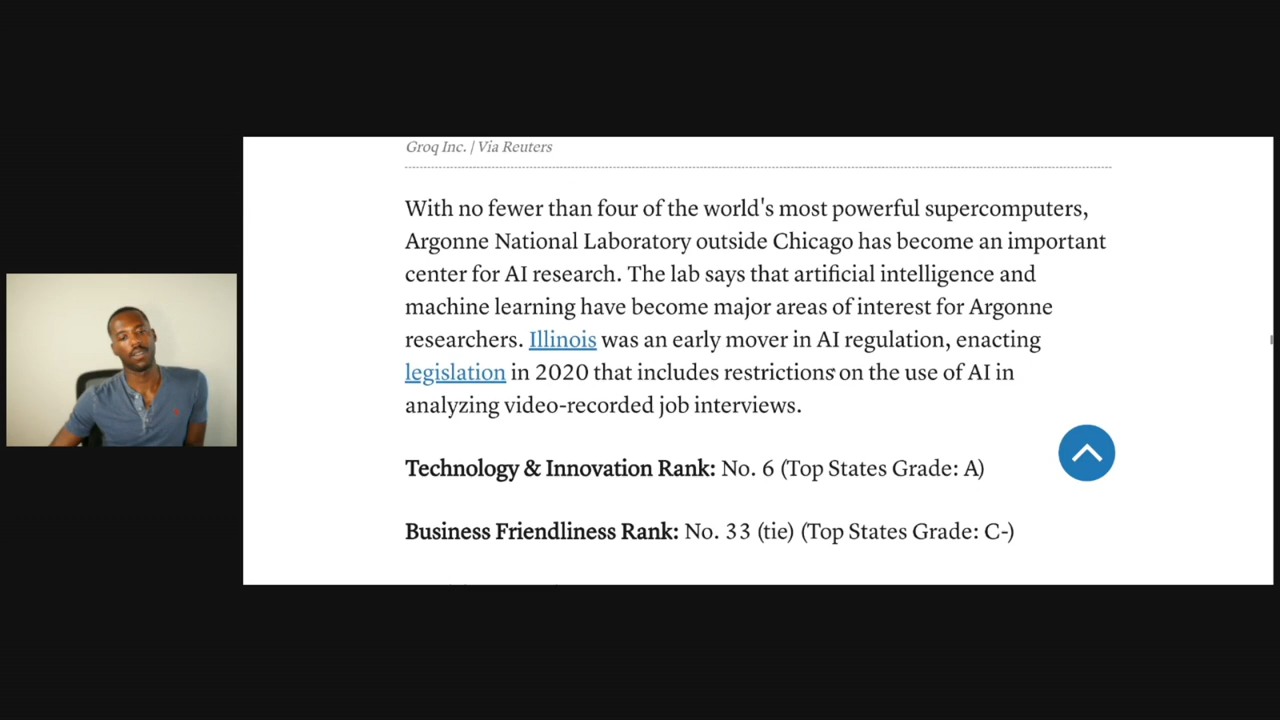 Groq Inc. | Via Reuters
With no fewer than four of the world's most powerful supercomputers,
Argonne National Laboratory outside Chicago has become an important
center for AI research. The lab says that artificial intelligence and
machine learning have become major areas of interest for Argonne
researchers. Illinois was an early mover in AI regulation, enacting
legislation in 2020 that includes restrictions on the use of AI in
analyzing video-recorded job interviews.
Technology & Innovation Rank: No. 6 (Top States Grade: A)
Business Friendliness Rank: No. 33 (tie) (Top States Grade: C-)